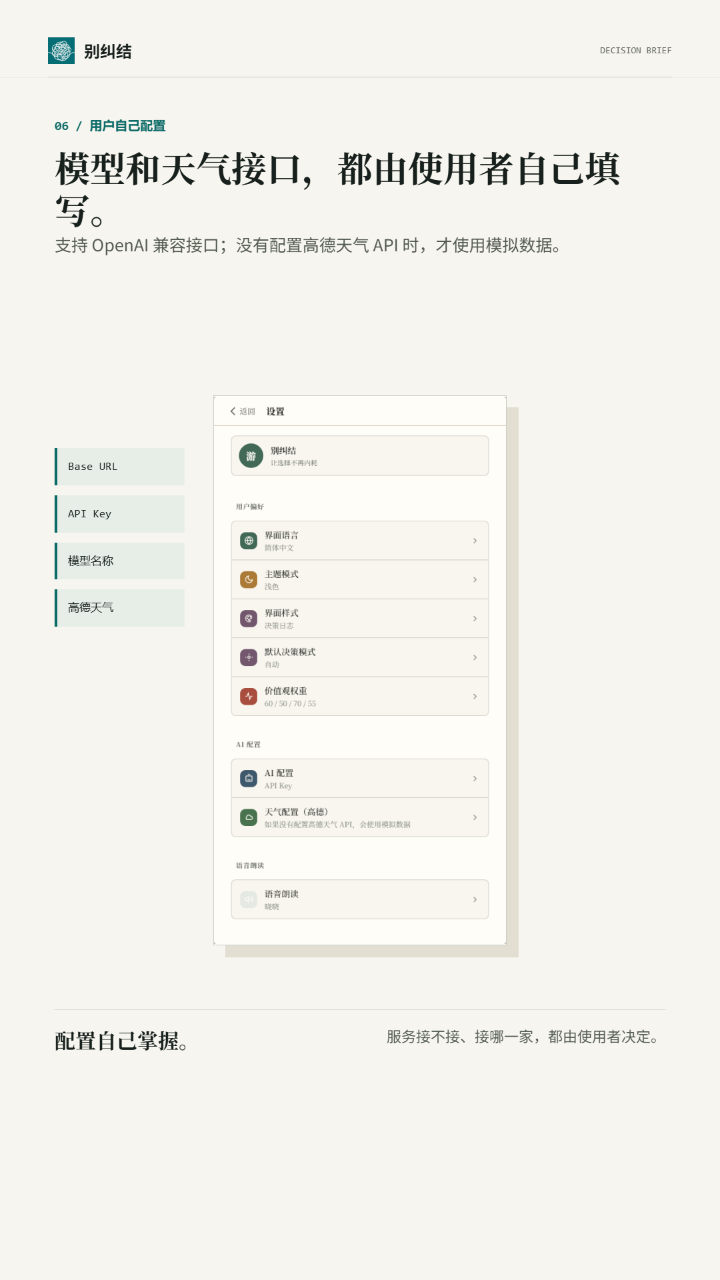 别纠结
DECISION BRIEF
06 / 用户自己配置
模型和天气接口，都由使用者自己填
写。
支持 OpenAI 兼容接口；没有配置高德天气 API 时，才使用模拟数据。
Base URL
API Key
模型名称
高德天气
返回
设置
游
别纠结
让选择不再内耗
用户偏好
界面语言
简体中文
主题模式
浅色
界面样式
决策日志
默认决策模式
自动
价值观权重
60 / 50 / 70 / 55
AI 配置
AI 配置
API Key
天气配置（高德）
如果没有配置高德天气 API，会使用模拟数据
语音朗读
语音朗读
晓晓
配置自己掌握。
服务接不接、接哪一家，都由使用者决定。